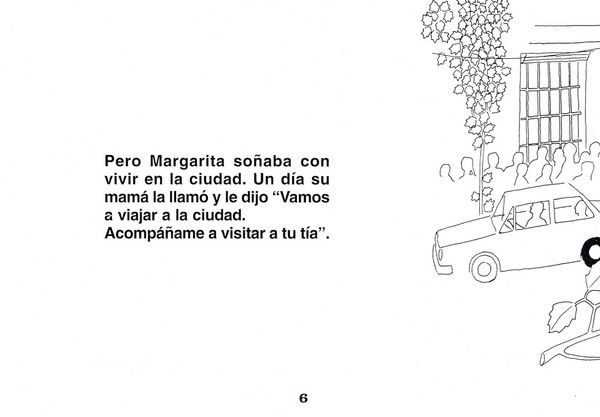 Pero Margarita soñaba con
vivir en la ciudad. Un día su
mamá la llamó y le dijo “Vamos
a viajar a la ciudad.
Acompáñame a visitar a tu tía”.
6